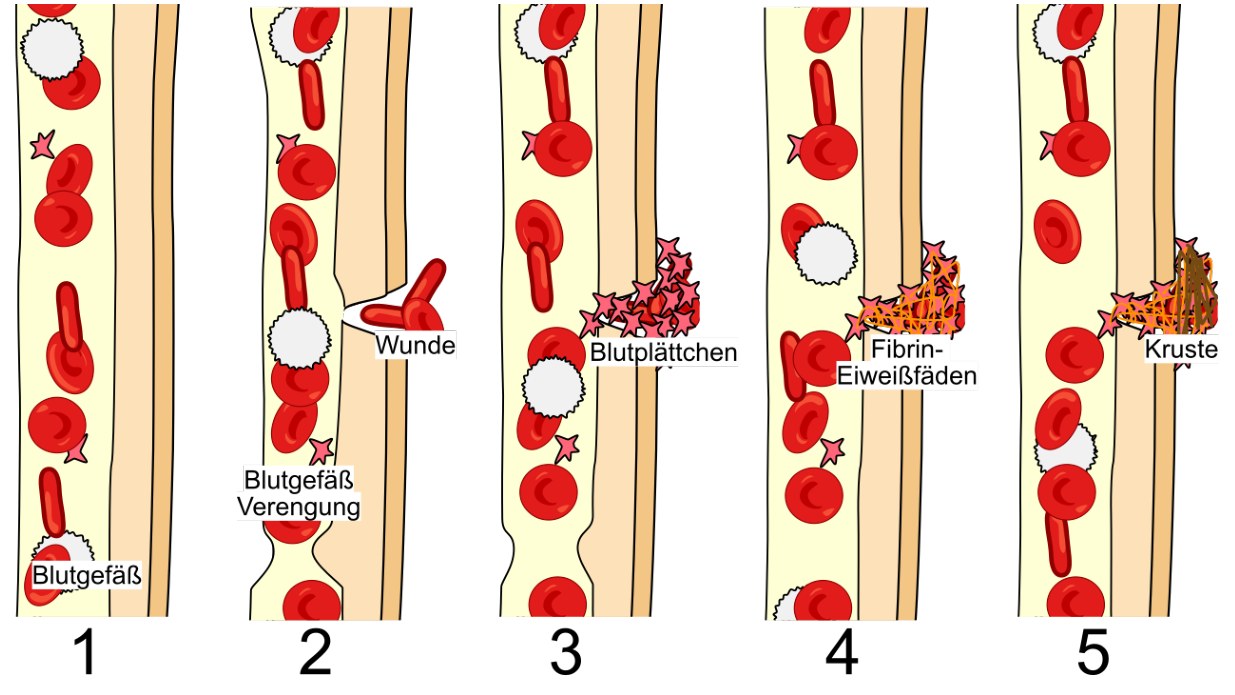 Blutgefäß
1
Wunde
Blutgefäß
Verengung
2
Blutplättchen
3
Fibrin-
Eiweißfäden
4
Kruste
5